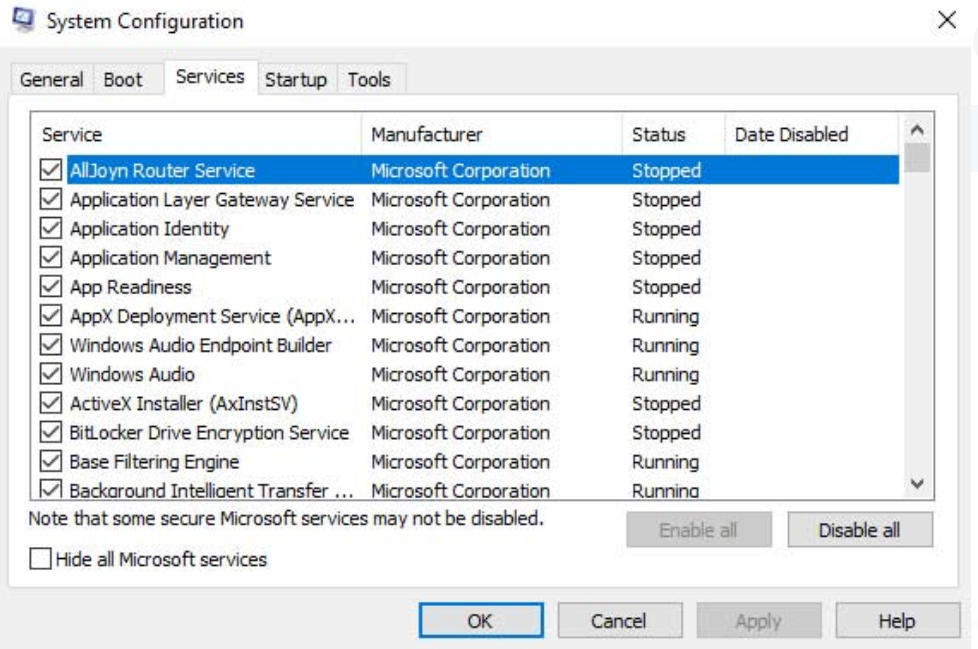 System Configuration
General Boot Services Startup Tools
Service Manufacturer Status Date Disabled
AllJoyn Router Service Microsoft Corporation Stopped
Application Layer Gateway Service Microsoft Corporation Stopped
Application Identity Microsoft Corporation Stopped
Application Management Microsoft Corporation Stopped
App Readiness Microsoft Corporation Stopped
AppX Deployment Service (AppX... Microsoft Corporation Running
Windows Audio Endpoint Builder Microsoft Corporation Running
Windows Audio Microsoft Corporation Running
ActiveX Installer (AxInstSV) Microsoft Corporation Stopped
BitLocker Drive Encryption Service Microsoft Corporation Stopped
Base Filtering Engine Microsoft Corporation Running
Background Intelligent Transfer ... Microsoft Corporation Running
Note that some secure Microsoft services may not be disabled.
Enable all Disable all
Hide all Microsoft services
OK Cancel Apply Help